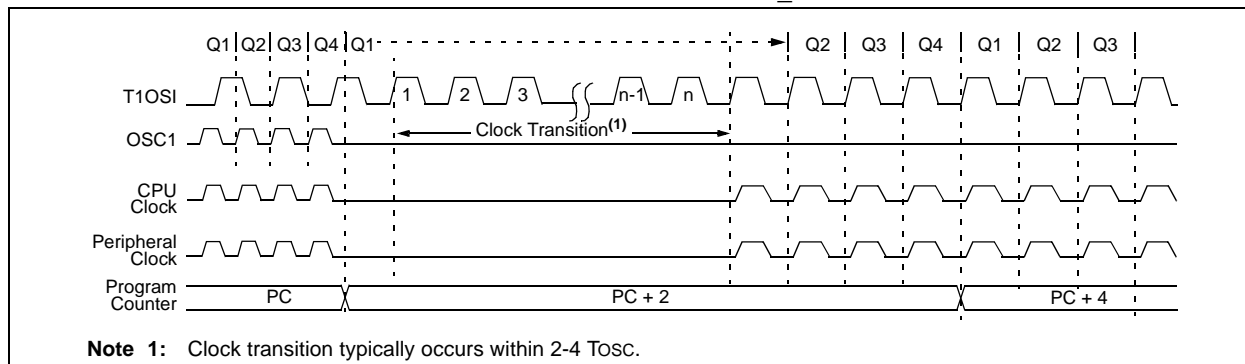 Q1 Q2 Q3 Q4 Q1 Q2 Q3 Q4 Q1 Q2 Q3
T1OSI 1 2 3 n-1 n
Clock Transition(1)
OSC1
CPU
Clock
Peripheral
Clock
Program
Counter
PC PC + 2 PC + 4
Note 1: Clock transition typically occurs within 2-4 TOSC.